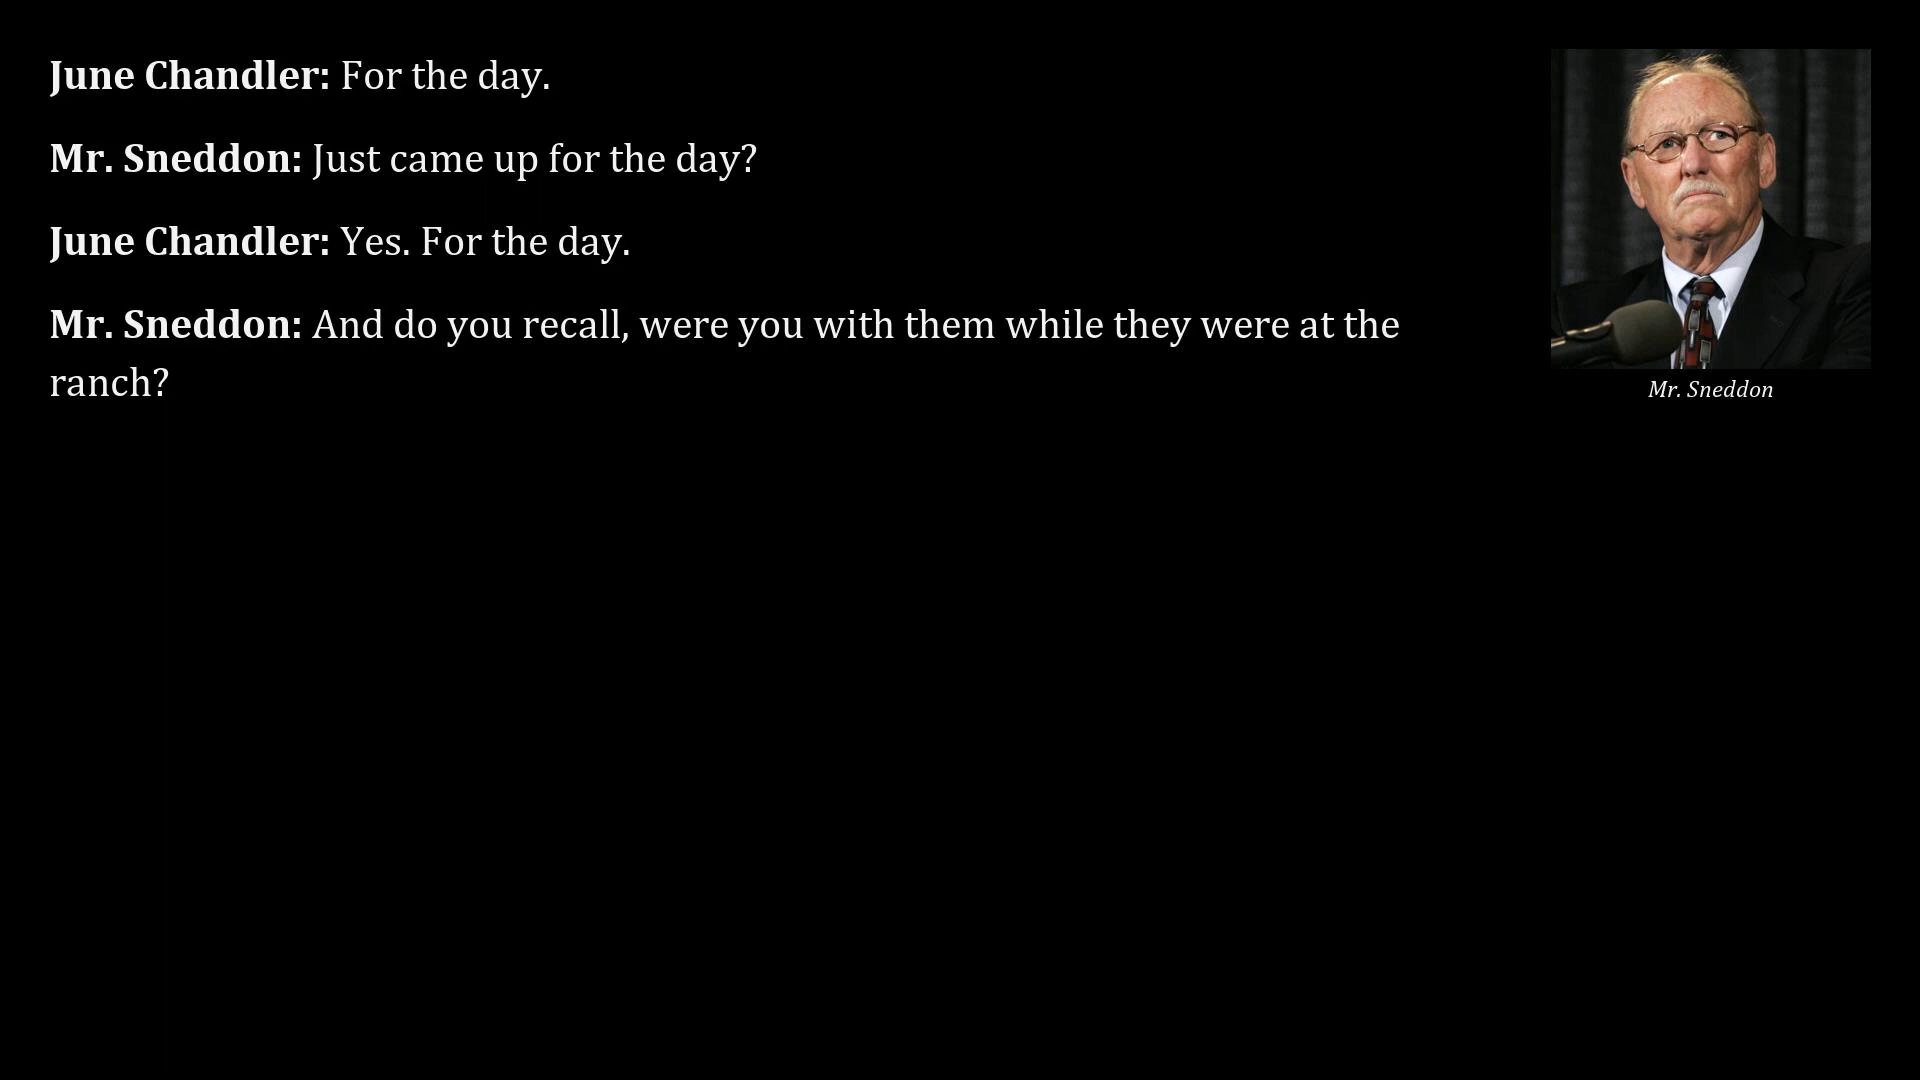 June Chandler: For the day.
Mr. Sneddon: Just came up for the day?
June Chandler: Yes. For the day.
Mr. Sneddon: And do you recall, were you with them while they were at the
ranch?
Mr. Sneddon